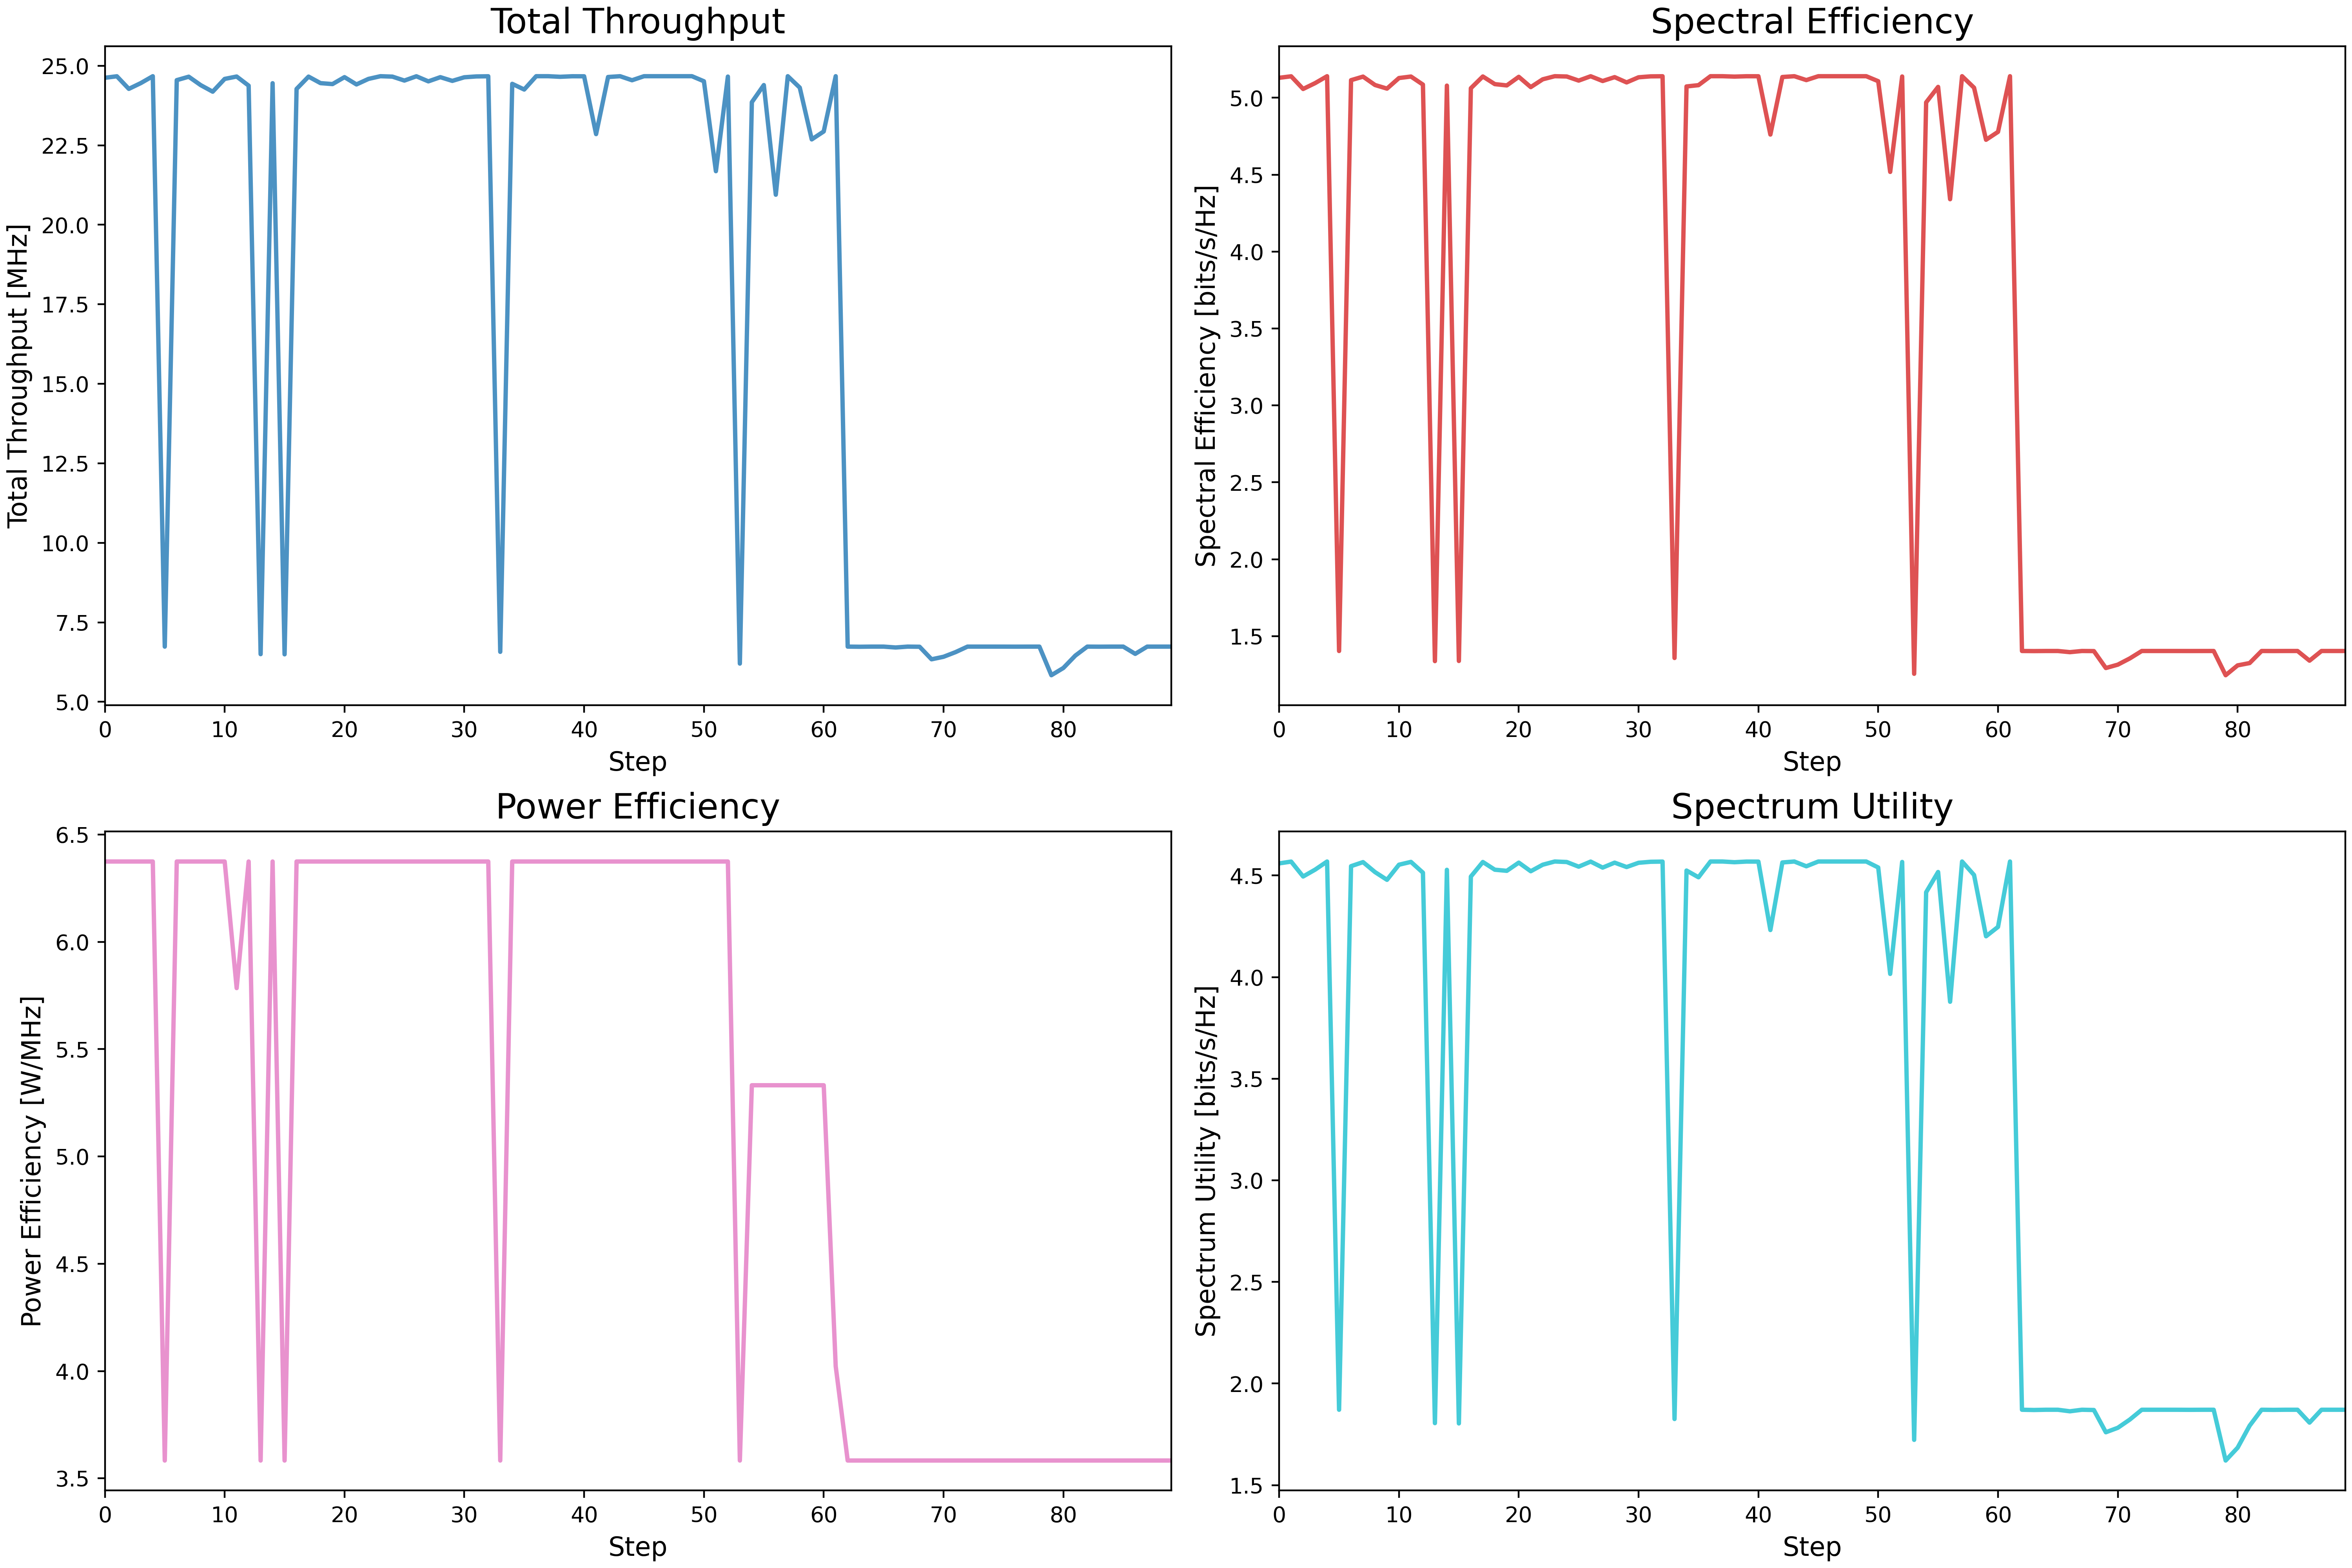 Total Throughput
Total Throughput [MHz]
25.0
22.5
20.0
17.5
15.0
12.5
10.0
7.5
5.0
0 10 20 30 40 50 60 70 80
Step
Spectral Efficiency
Spectral Efficiency [bits/s/Hz]
5.0
4.5
4.0
3.5
3.0
2.5
2.0
1.5
0 10 20 30 40 50 60 70 80
Step
Power Efficiency
Power Efficiency [W/MHz]
6.5
6.0
5.5
5.0
4.5
4.0
3.5
0 10 20 30 40 50 60 70 80
Step
Spectrum Utility
Spectrum Utility [bits/s/Hz]
4.5
4.0
3.5
3.0
2.5
2.0
1.5
0 10 20 30 40 50 60 70 80
Step